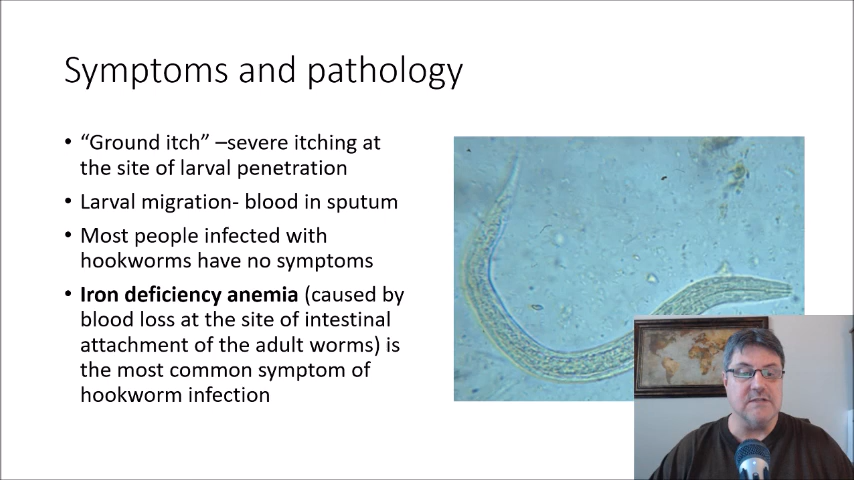 Symptoms and pathology
• “Ground itch” –severe itching at
the site of larval penetration
• Larval migration- blood in sputum
• Most people infected with
hookworms have no symptoms
• Iron deficiency anemia (caused by
blood loss at the site of intestinal
attachment of the adult worms) is
the most common symptom of
hookworm infection